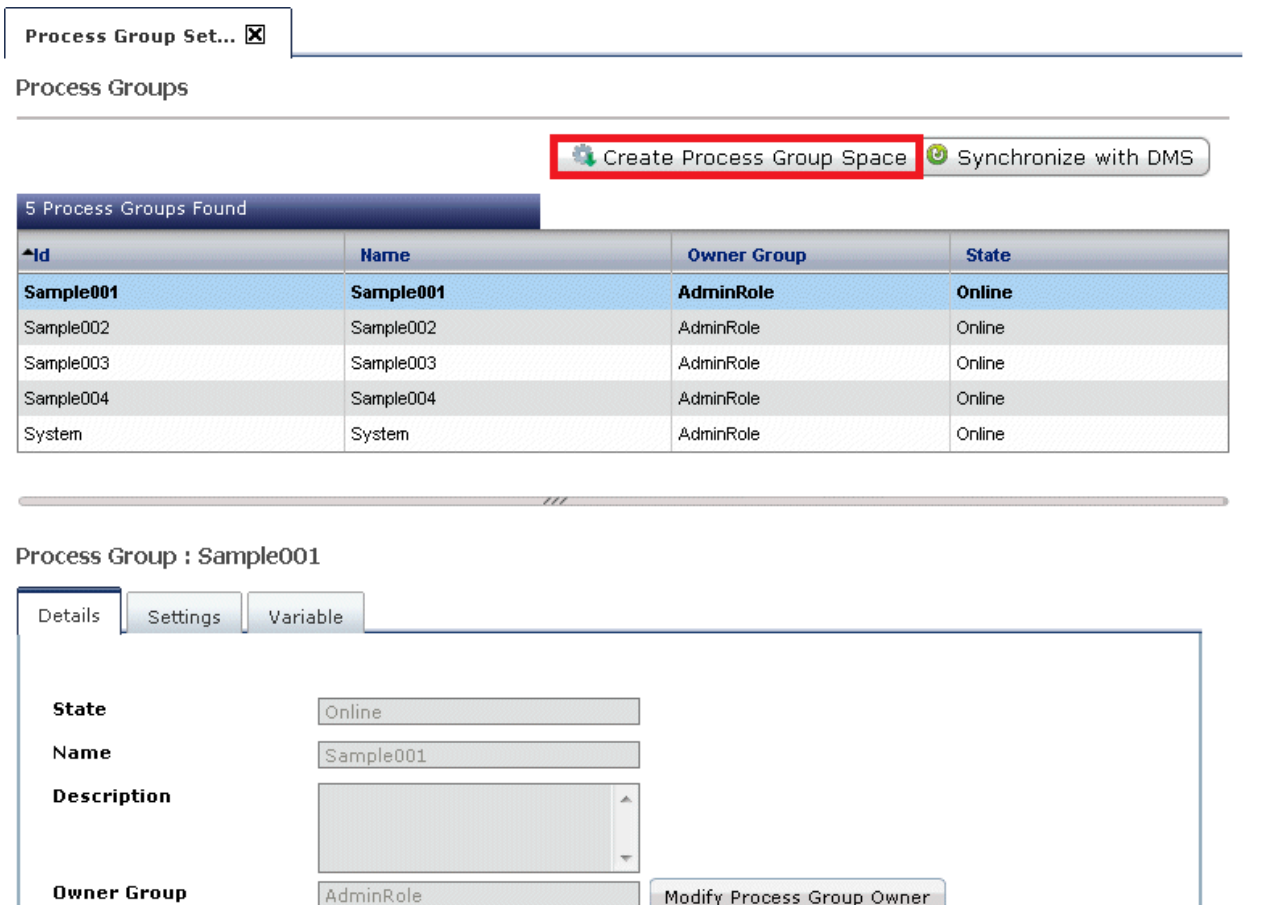 Process Group Set...
Process Groups
Create Process Group Space Synchronize with DMS
5 Process Groups Found
Id Name Owner Group State
Sample001 Sample001 AdminRole Online
Sample002 Sample002 AdminRole Online
Sample003 Sample003 AdminRole Online
Sample004 Sample004 AdminRole Online
System System AdminRole Online
Process Group : Sample001
Details Settings Variable
State Online
Name Sample001
Description
Owner Group AdminRole Modify Process Group Owner